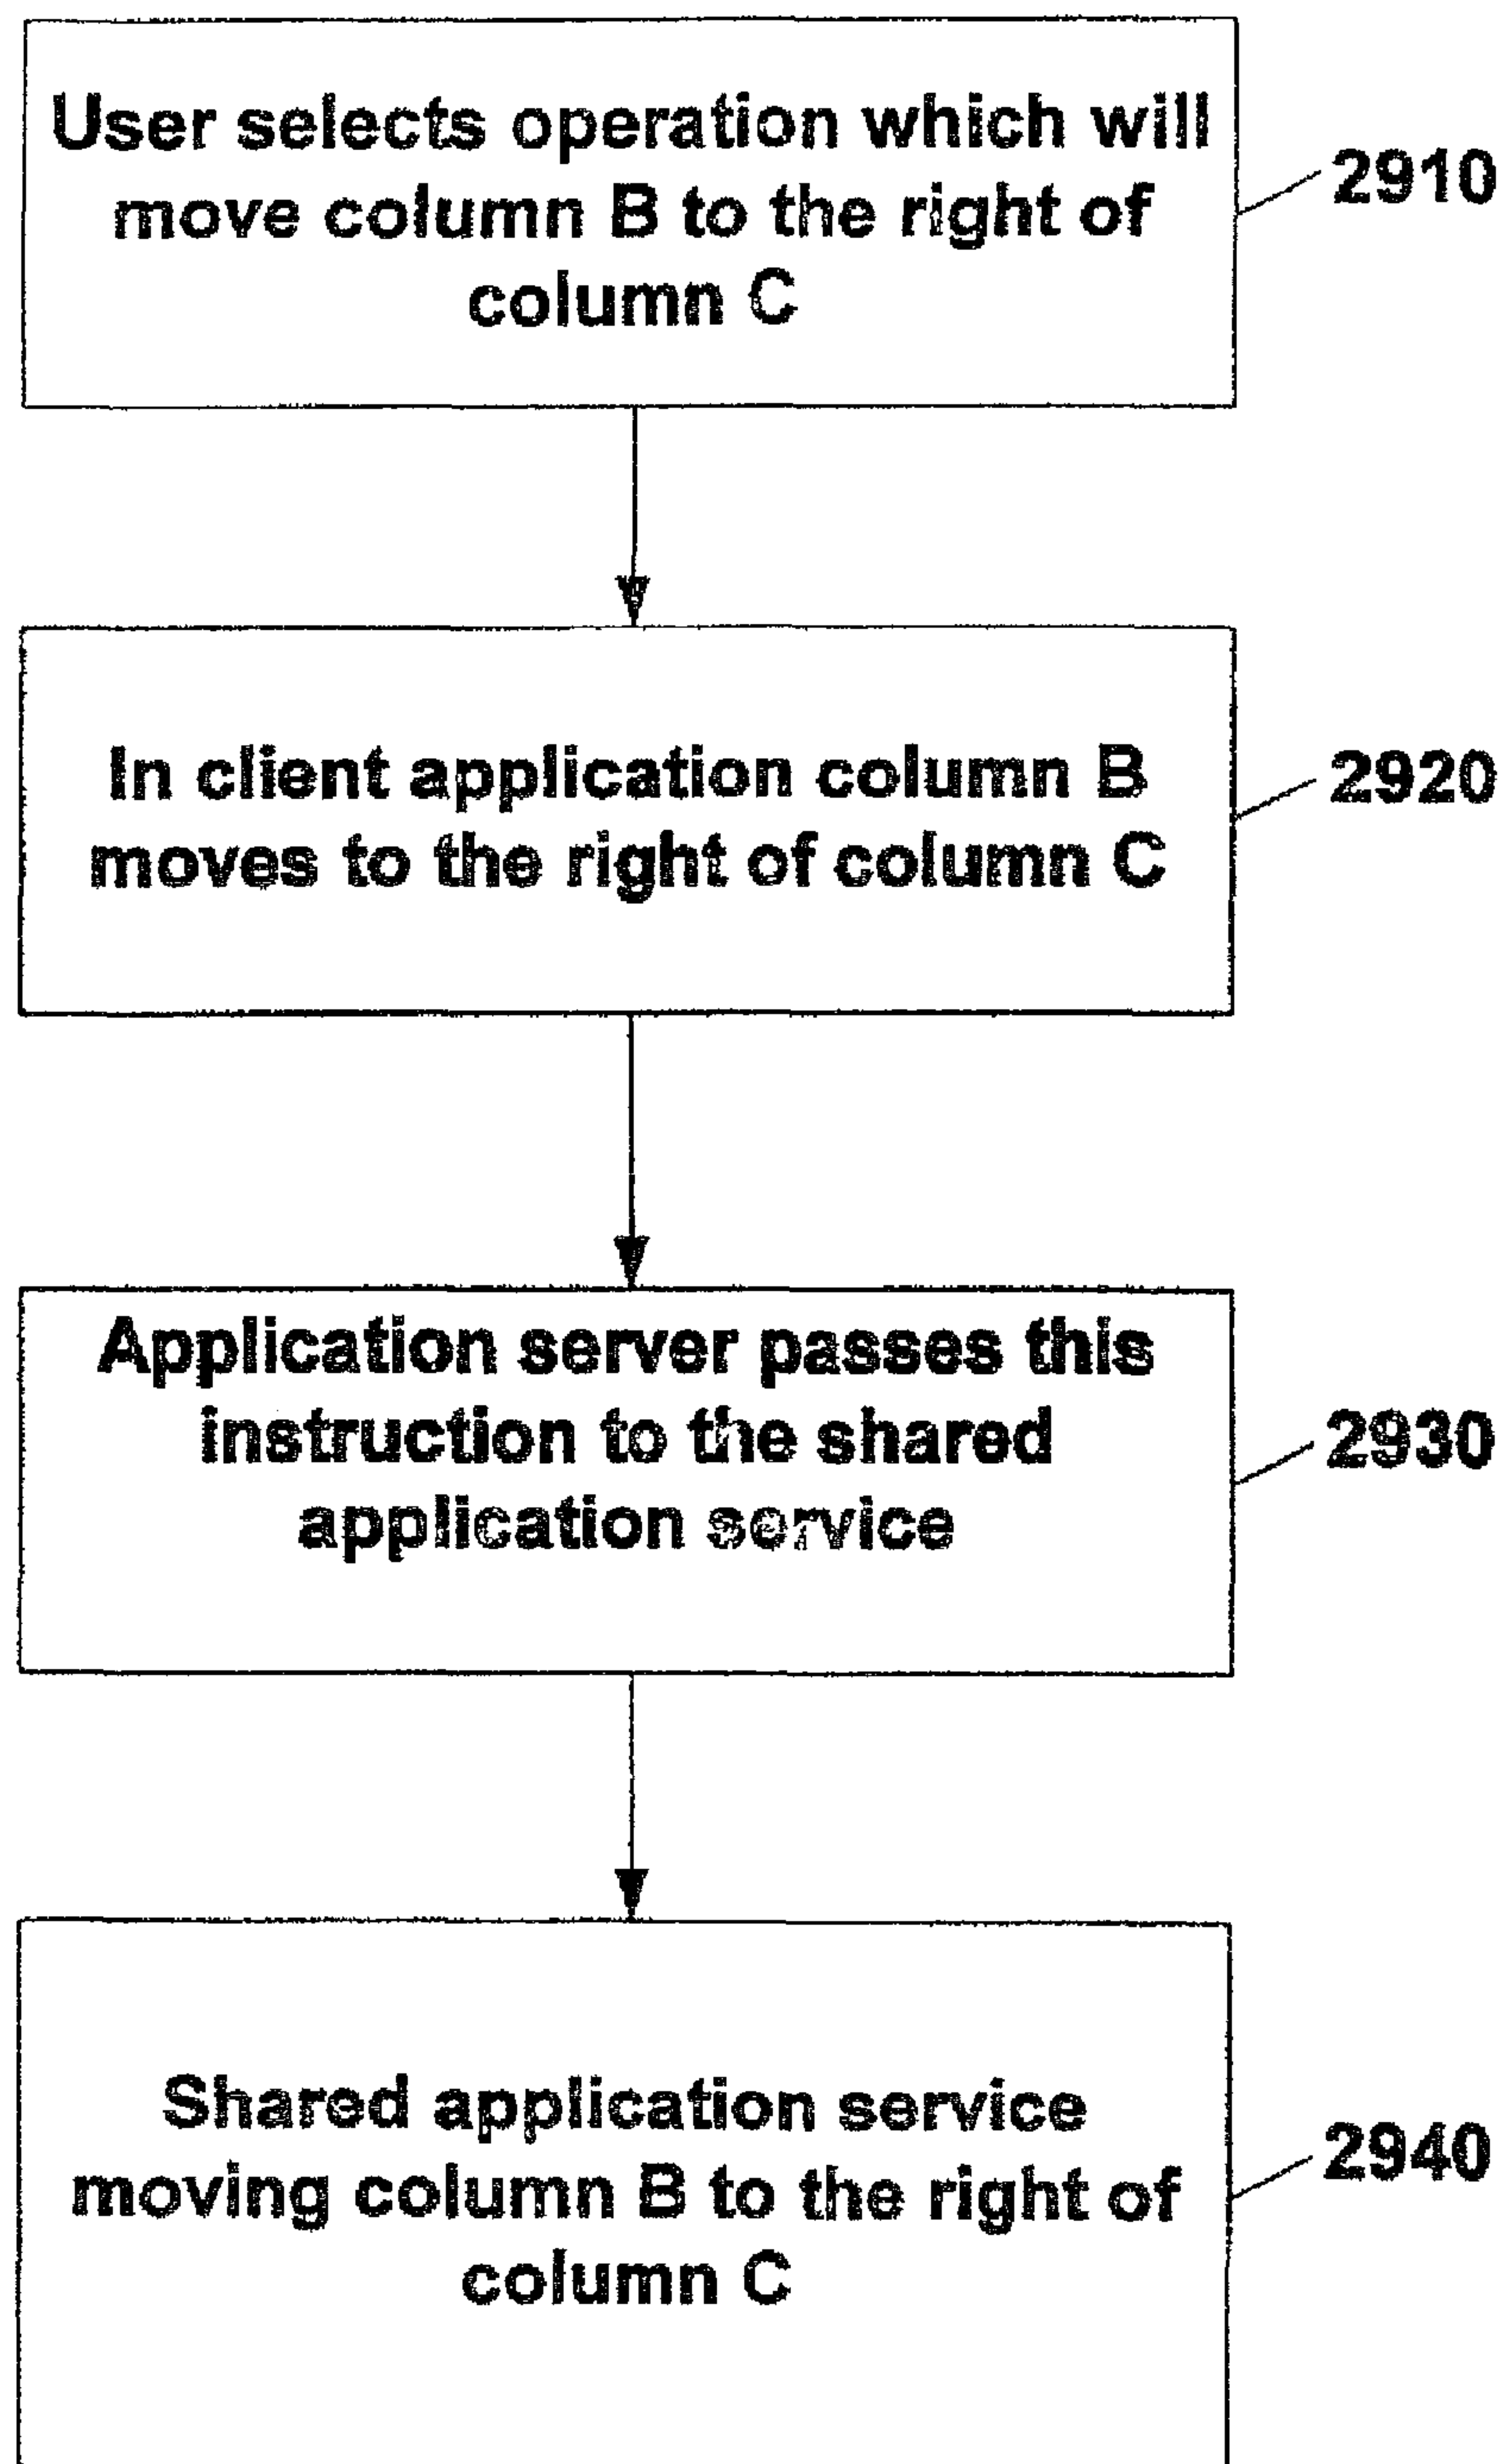 User selects operation which will
move column B to the right of
column C
2910
In client application column B
moves to the right of column C
2920
Application server passes this
instruction to the shared
application service
2930
Shared application service
moving column B to the right of
column C
2940